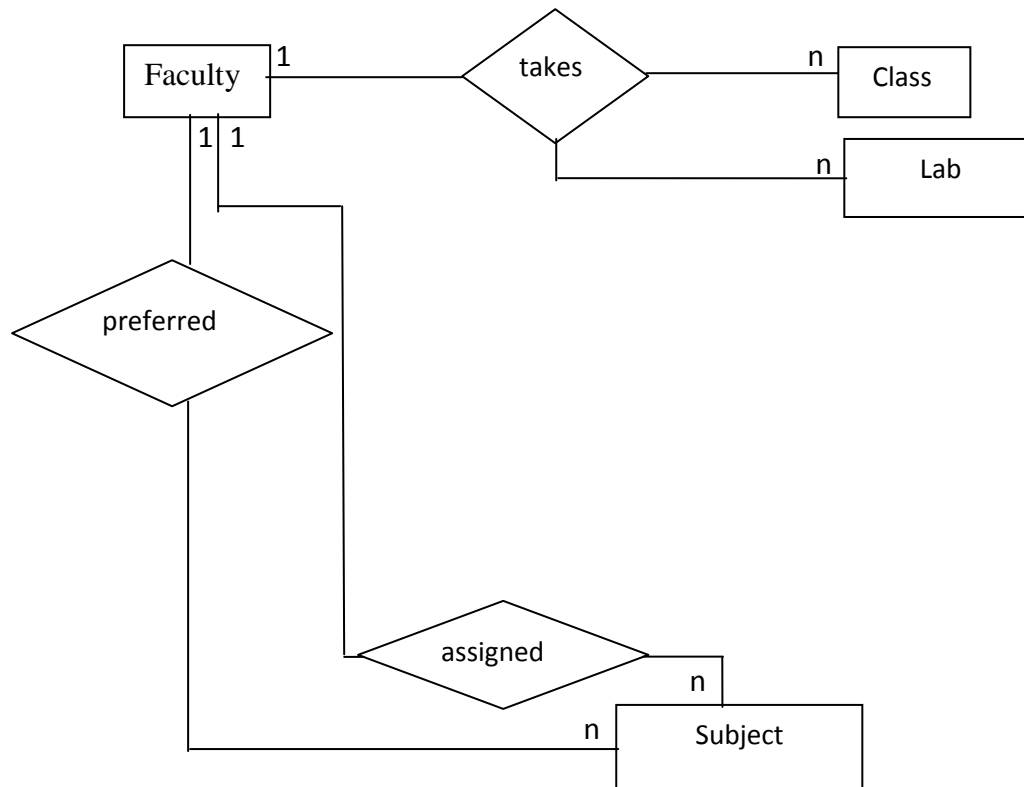 Faculty
1
takes
n
Class
n
Lab
1
1
preferred
assigned
n
n
Subject